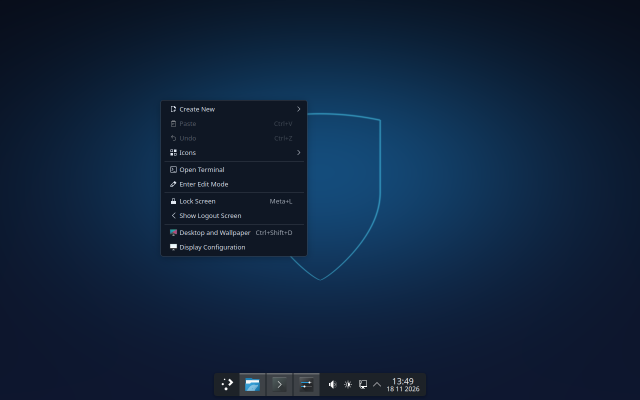 Create New
Paste Ctrl+V
Undo Ctrl+Z
Icons
Open Terminal
Enter Edit Mode
Lock Screen Meta+L
Show Logout Screen
Desktop and Wallpaper Ctrl+Shift+D
Display Configuration
13:49
18 11 2026